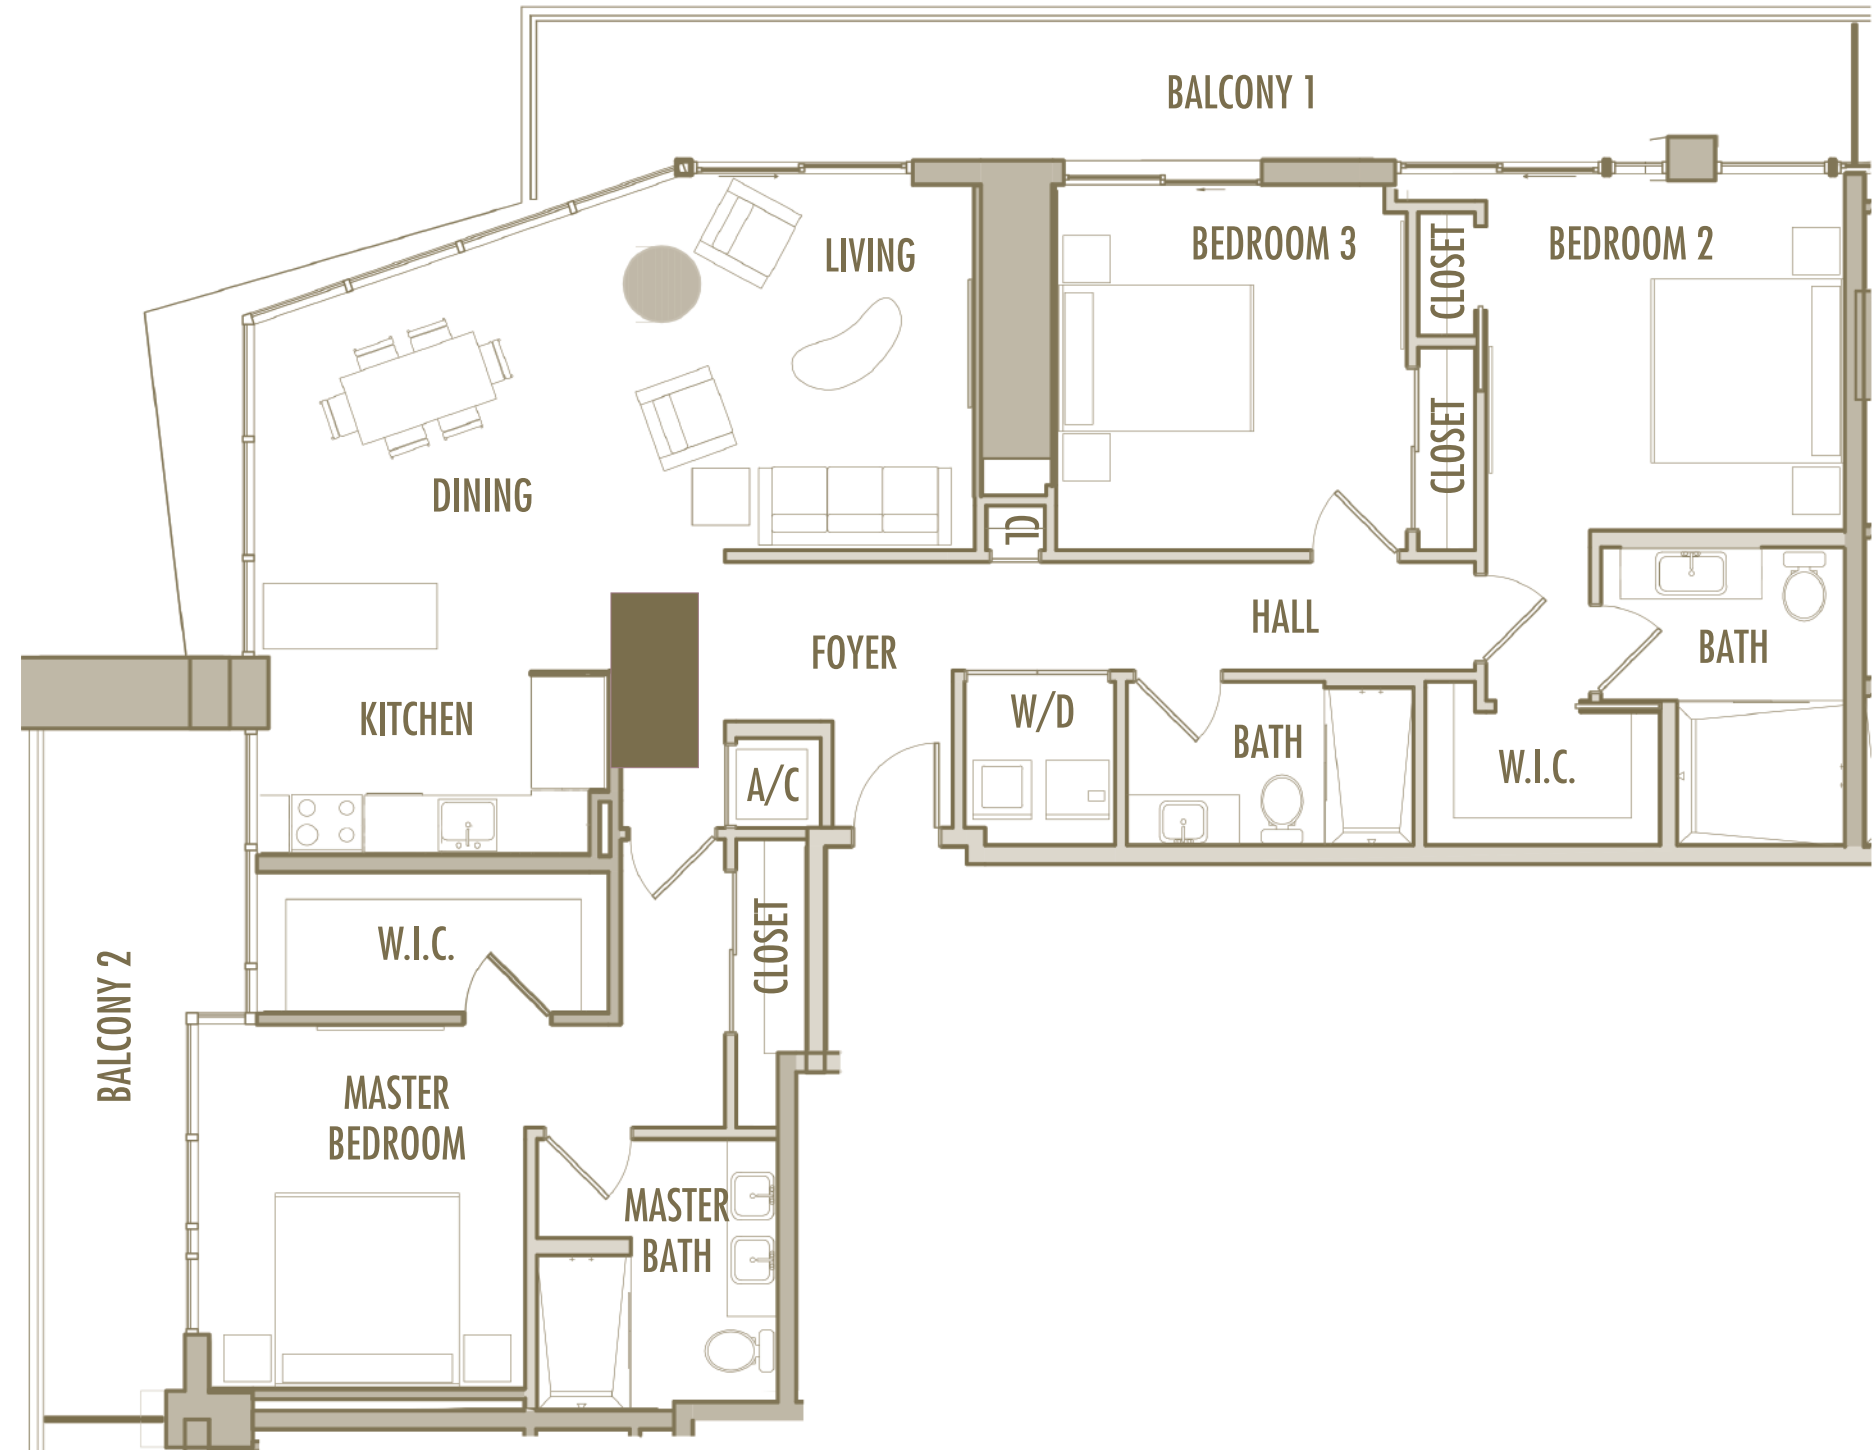 BALCONY 1
LIVING
BEDROOM 3
CLOSET
BEDROOM 2
CLOSET
DINING
CL
HALL
FOYER
BATH
KITCHEN
W/D
BATH
W.I.C.
A/C
W.I.C.
CLOSET
BALCONY 2
MASTER
BEDROOM
MASTER
BATH